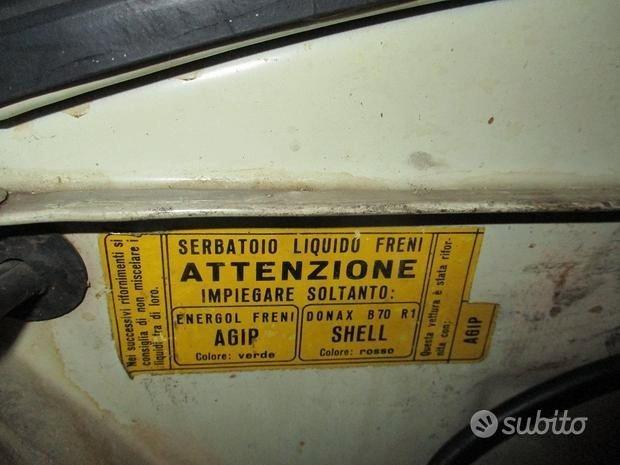 Nei successivi rifornimenti si
consiglia di non miscelare i
liquidi fra di loro.
SERBATOIO LIQUIDO FRENI
ATTENZIONE
IMPIEGARE SOLTANTO:
ENERGOL FRENI
AGIP
Colore: verde
DONAX B70 R1
SHELL
Colore: rosso
Questa vettura è stata rifor-
nita con:
AGIP
subito